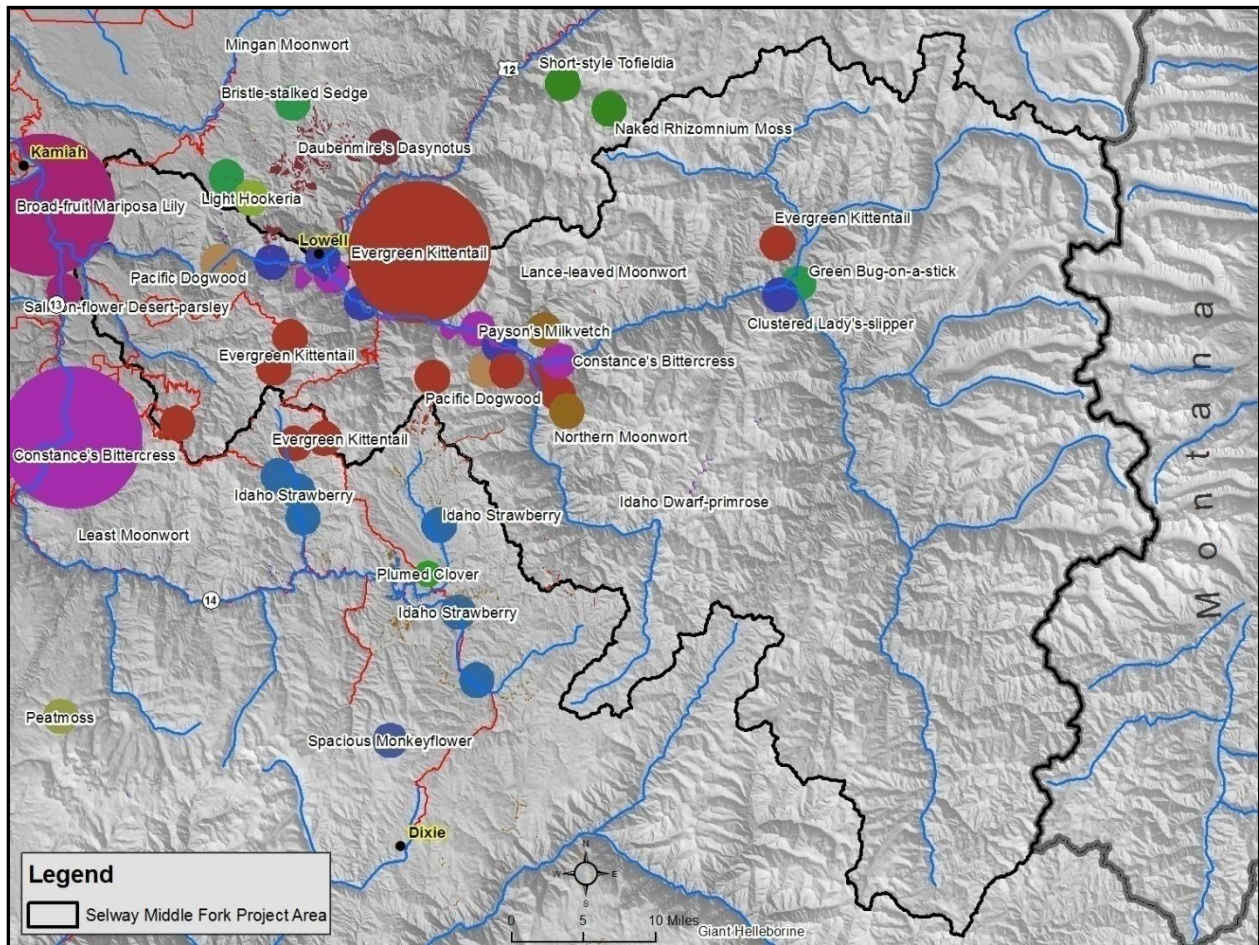 Mingan Moonwort
12
Short-style Tofieldia
Bristle-stalked Sedge
Naked Rhizomnium Moss
Daubenmire's Dasynotus
Kamiah
Light Hookeria
Broad-fruit Mariposa Lily
Evergreen Kittentail
Lowell
Evergreen Kittentail
Pacific Dogwood
Lance-leaved Moonwort
Green Bug-on-a-stick
13
Salmon-flower Desert-parsley
Clustered Lady's-slipper
Payson's Milkvetch
Evergreen Kittentail
Constance's Bittercress
Pacific Dogwood
Northern Moonwort
Evergreen Kittentail
Constance's Bittercress
Idaho Strawberry
Idaho Dwarf-primrose
Idaho Strawberry
Least Moonwort
Plumed Clover
14
Idaho Strawberry
Montana
Peatmoss
Spacious Monkeyflower
Dixie
Legend
Selway Middle Fork Project Area
N
W E
S
0 5 10 Miles
Giant Helleborine